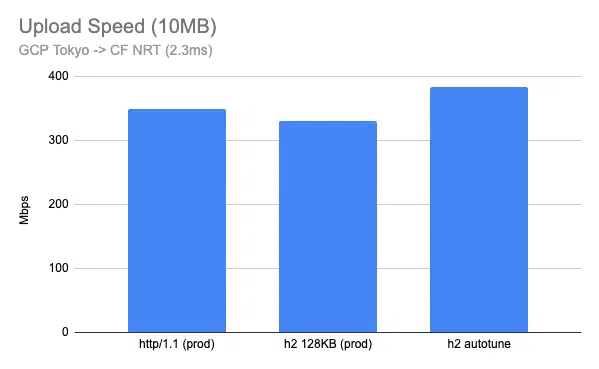 Upload Speed (10MB)
GCP Tokyo -> CF NRT (2.3ms)
400
300
200
100
0
Mbps
http/1.1 (prod)
h2 128KB (prod)
h2 autotune